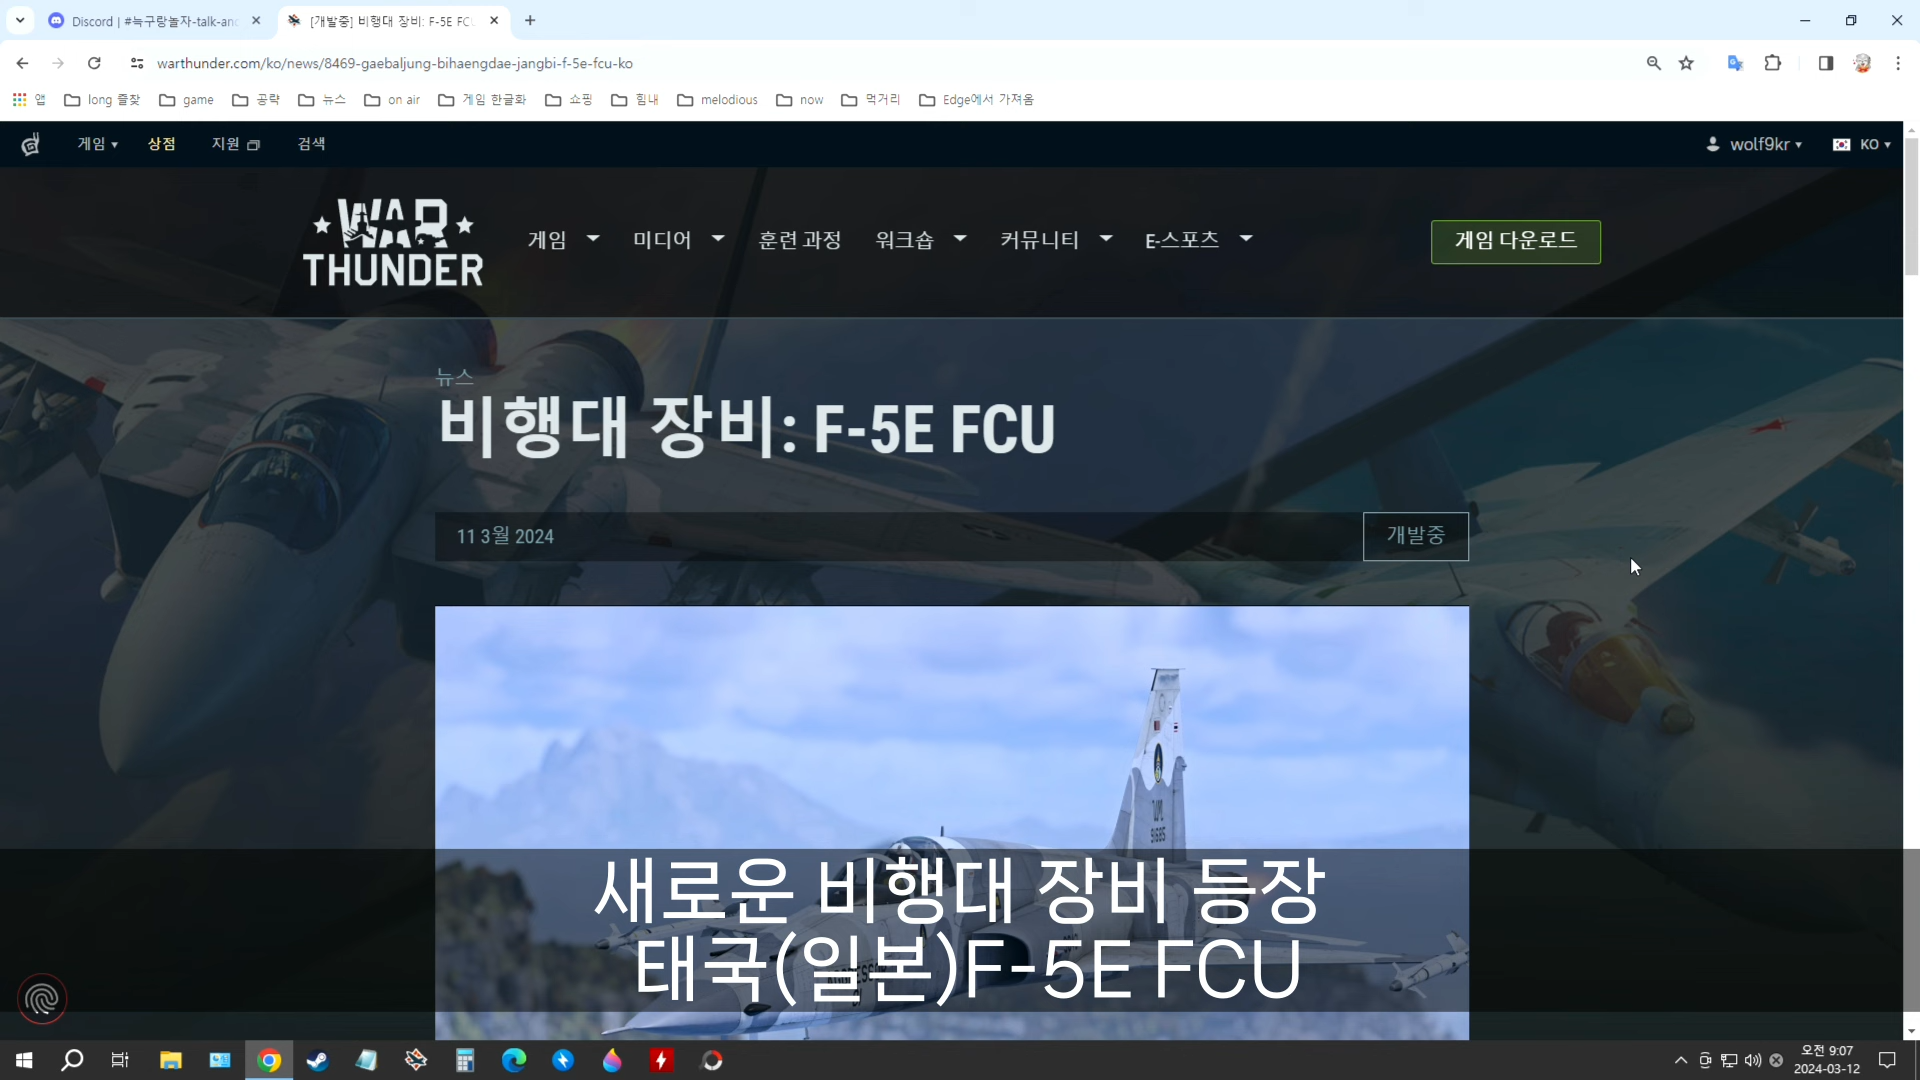 Discord | #늑구랑놀자-talk-and
[개발중] 비행대 장비: F-5E FCU
warthunder.com/ko/news/8469-gaebaljung-bihaengdae-jangbi-f-5e-fcu-ko
앱 long 즐찾 game 공략 뉴스 on air 게임 한글화 쇼핑 힘내 melodious now 먹거리 Edge에서 가져옴
게임 상점 지원 검색 wolf9kr KO
WAR
THUNDER
게임 미디어 훈련 과정 워크숍 커뮤니티 E-스포츠 게임 다운로드
뉴스
비행대 장비: F-5E FCU
11 3월 2024 개발중
91685
새로운 비행대 장비 등장
태국(일본)F-5E FCU
오전 9:07
2024-03-12